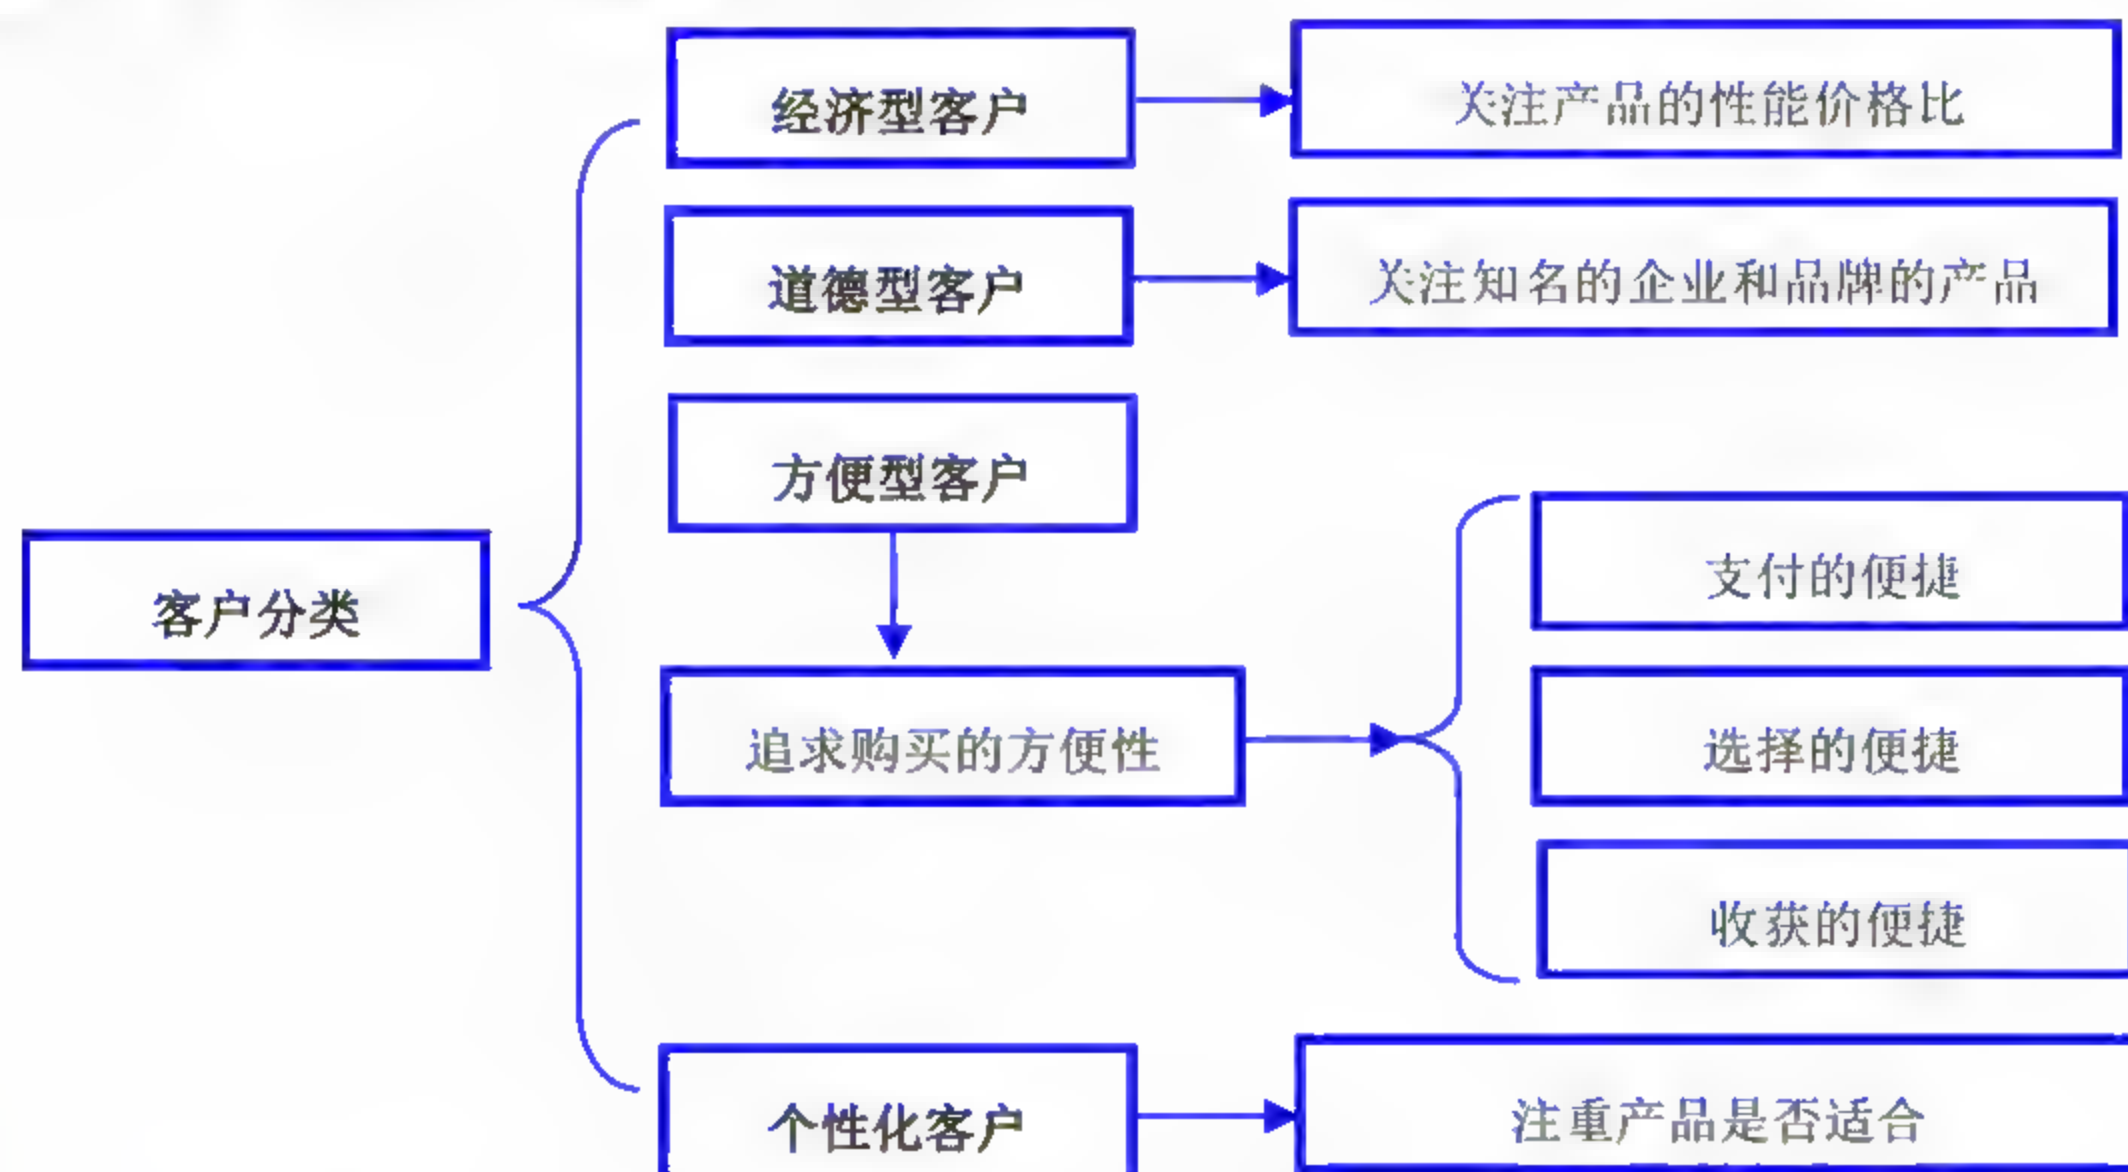 经济型客户
关注产品的性能价格比
道德型客户
关注知名的企业和品牌的产品
方便型客户
客户分类
支付的便捷
追求购买的方便性
选择的便捷
收获的便捷
个性化客户
注重产品是否适合